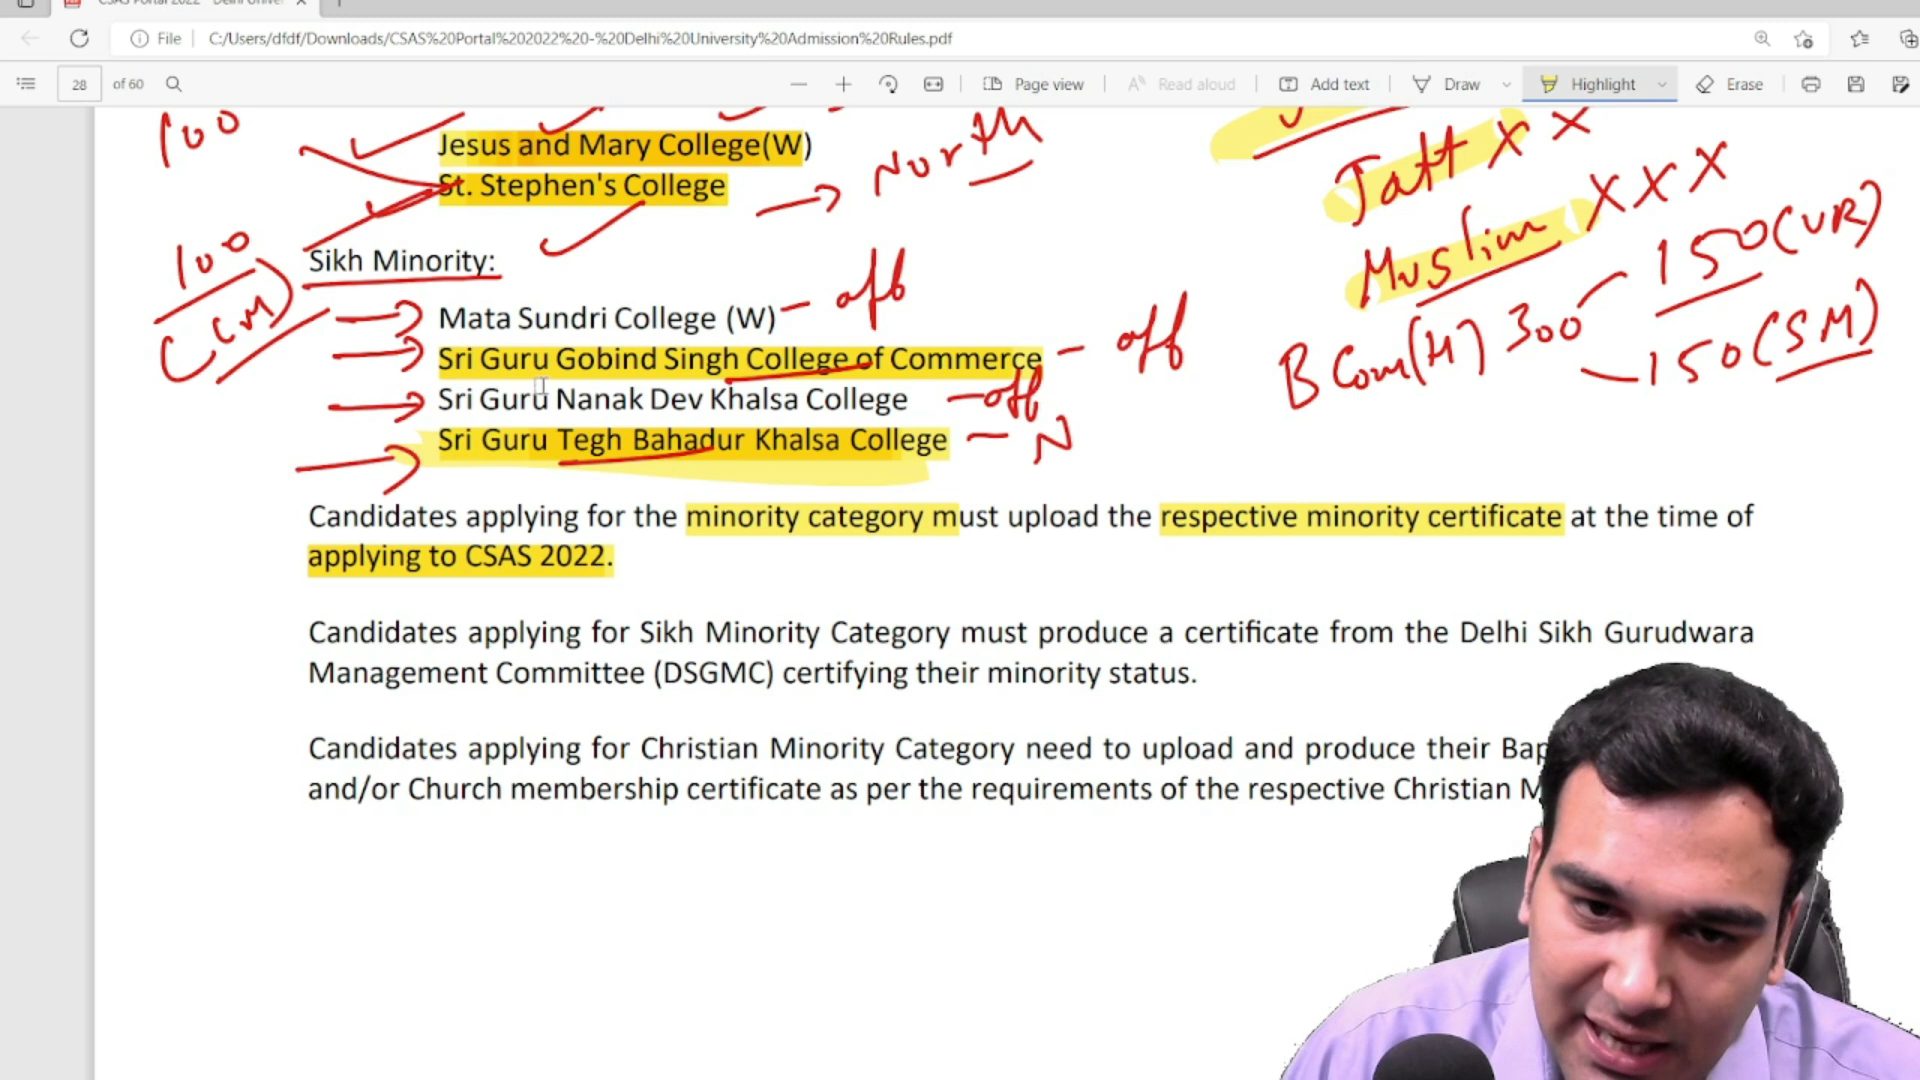 CSAS Portal 2022 - Delhi Univer
File C:/Users/dfdf/Downloads/CSAS%20Portal%202022%20-%20Delhi%20University%20Admission%20Rules.pdf
28 of 60 Page view Read aloud Add text Draw Highlight Erase
100
Jesus and Mary College(W)
St. Stephen's College
North
Jatt X X
Muslim X X X
100
(CM)
Sikh Minority:
Mata Sundri College (W) - off
Sri Guru Gobind Singh College of Commerce - off
Sri Guru Nanak Dev Khalsa College - off
Sri Guru Tegh Bahadur Khalsa College - N
B Com(H) 300 - 150(UR)
- 150(SM)
Candidates applying for the minority category must upload the respective minority certificate at the time of
applying to CSAS 2022.
Candidates applying for Sikh Minority Category must produce a certificate from the Delhi Sikh Gurudwara
Management Committee (DSGMC) certifying their minority status.
Candidates applying for Christian Minority Category need to upload and produce their Bap
and/or Church membership certificate as per the requirements of the respective Christian M